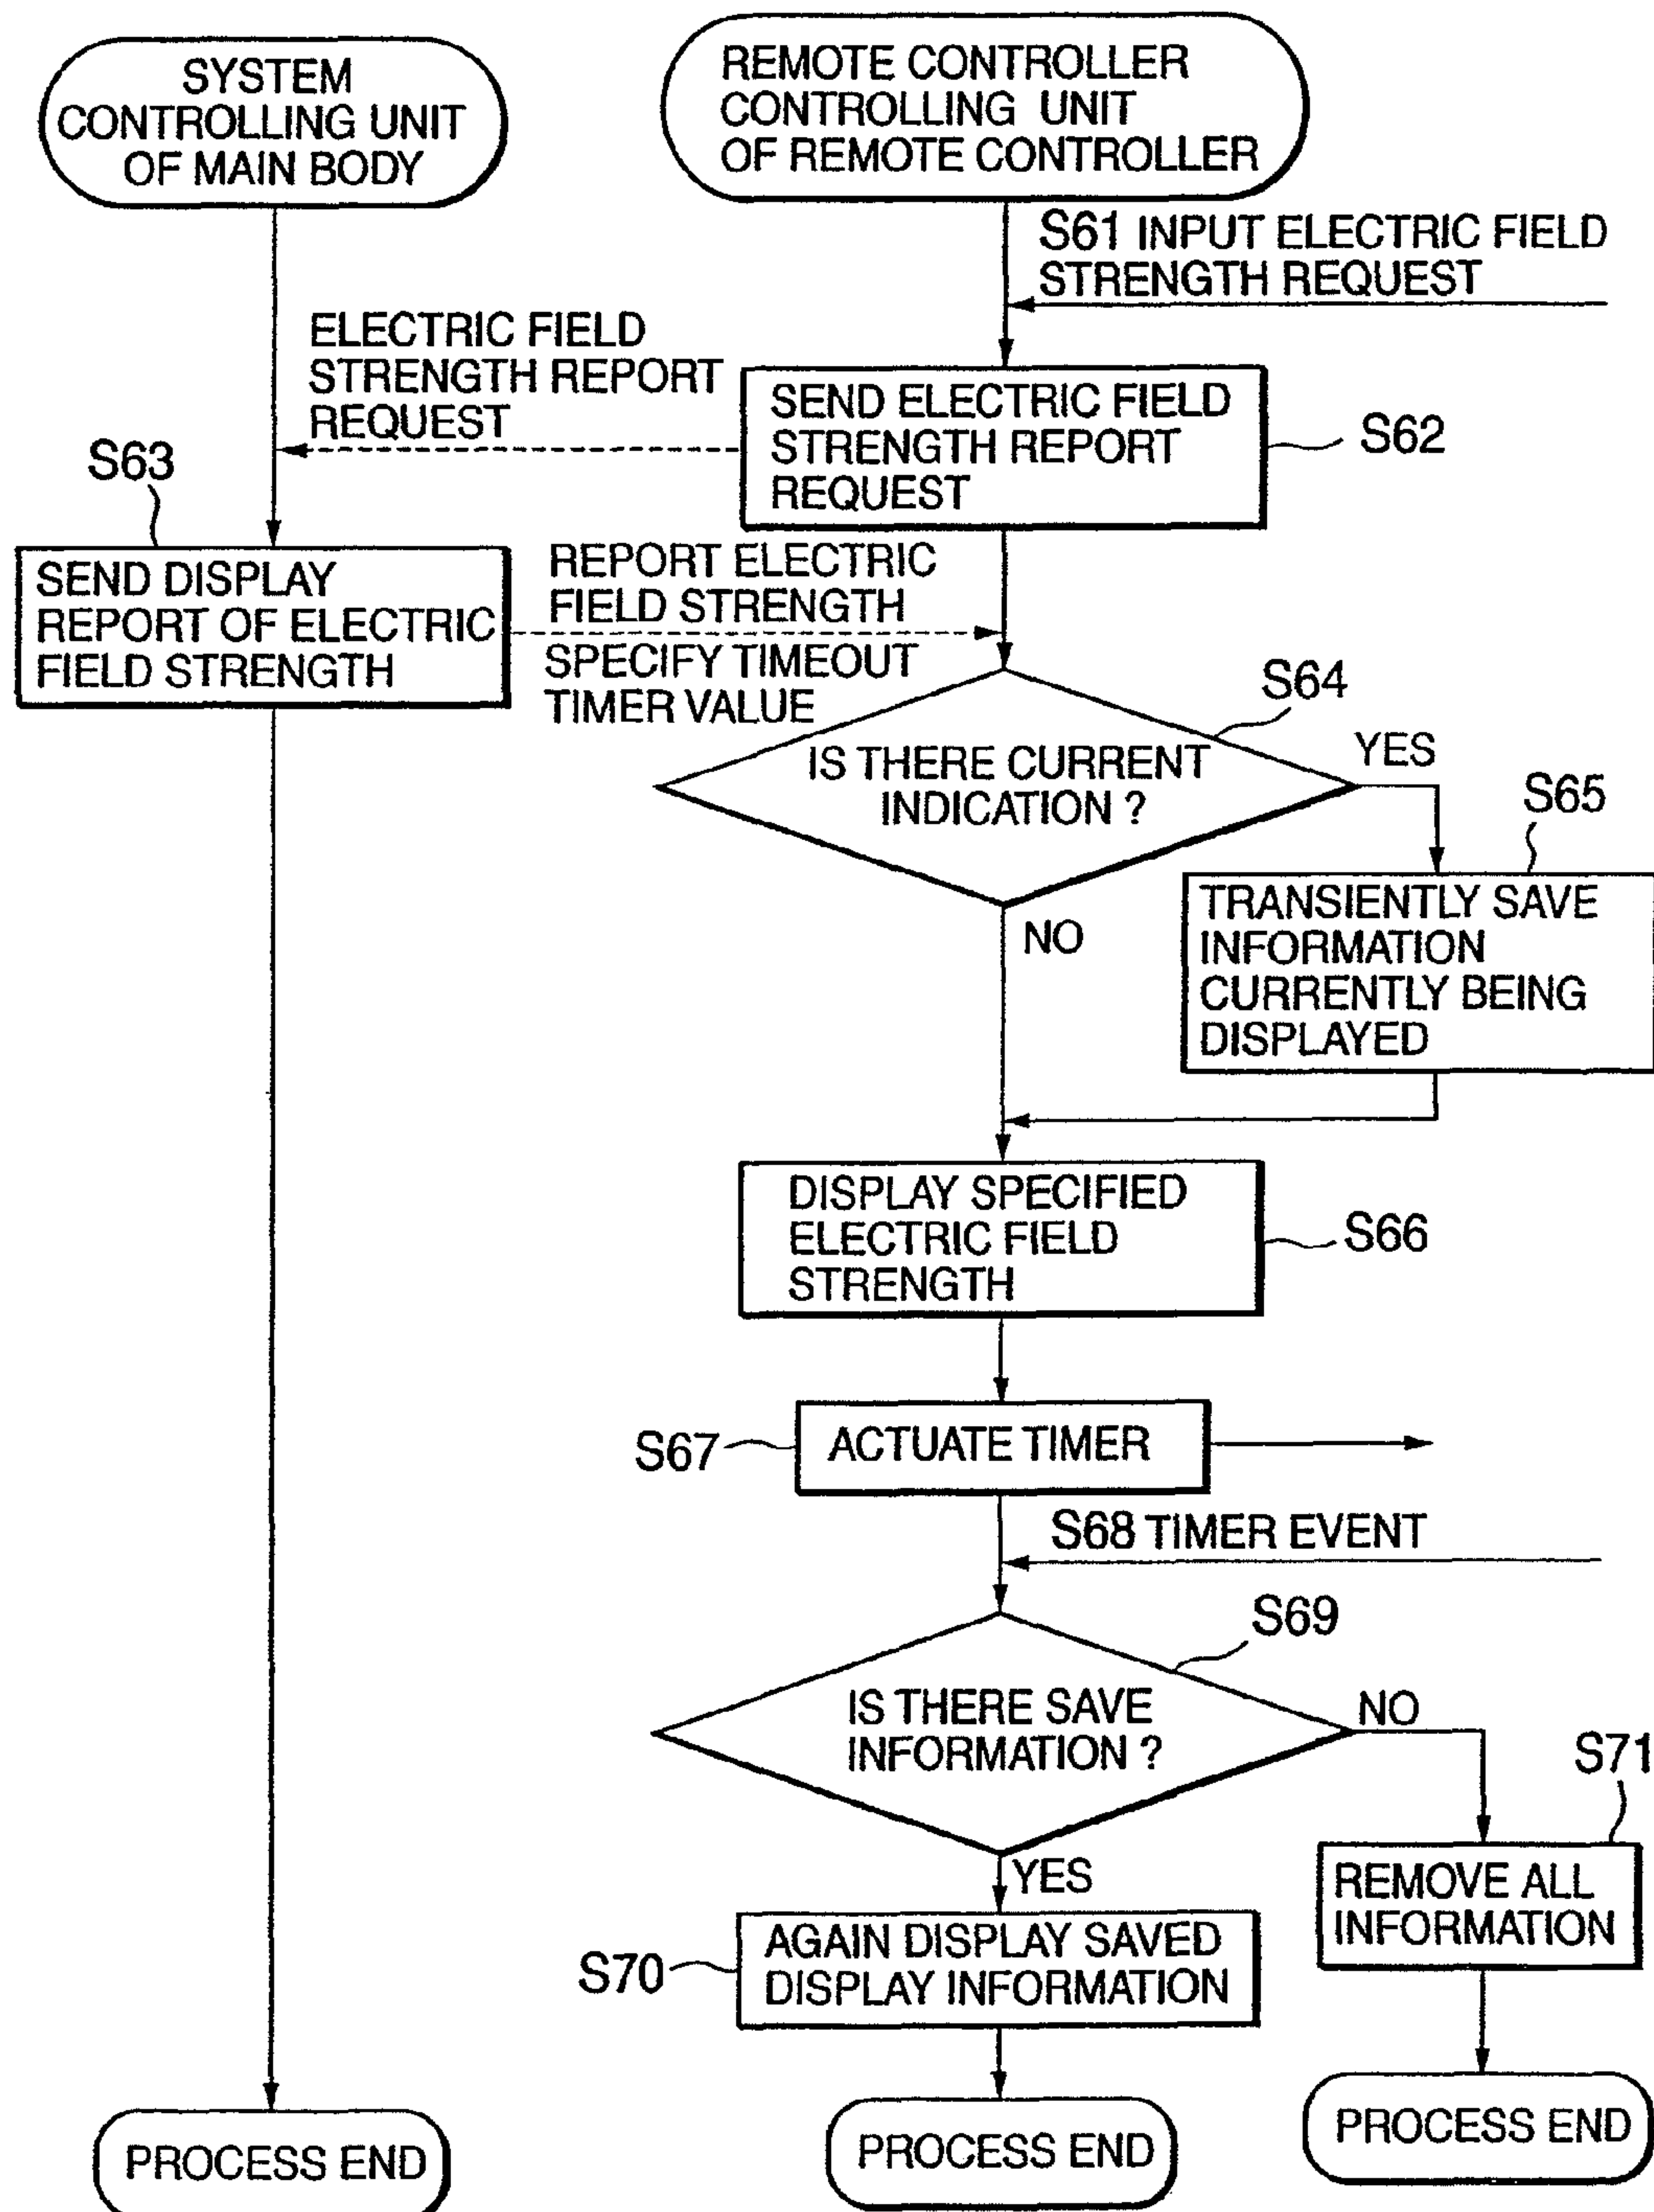 SYSTEM
CONTROLLING UNIT
OF MAIN BODY
REMOTE CONTROLLER
CONTROLLING UNIT
OF REMOTE CONTROLLER
S61 INPUT ELECTRIC FIELD
STRENGTH REQUEST
ELECTRIC FIELD
STRENGTH REPORT
REQUEST
SEND ELECTRIC FIELD
STRENGTH REPORT
REQUEST
S62
S63
SEND DISPLAY
REPORT OF ELECTRIC
FIELD STRENGTH
REPORT ELECTRIC
FIELD STRENGTH
SPECIFY TIMEOUT
TIMER VALUE
S64
IS THERE CURRENT
INDICATION ?
YES
NO
S65
TRANSIENTLY SAVE
INFORMATION
CURRENTLY BEING
DISPLAYED
DISPLAY SPECIFIED
ELECTRIC FIELD
STRENGTH
S66
S67
ACTUATE TIMER
S68 TIMER EVENT
S69
IS THERE SAVE
INFORMATION ?
NO
YES
S71
REMOVE ALL
INFORMATION
S70
AGAIN DISPLAY SAVED
DISPLAY INFORMATION
PROCESS END
PROCESS END
PROCESS END